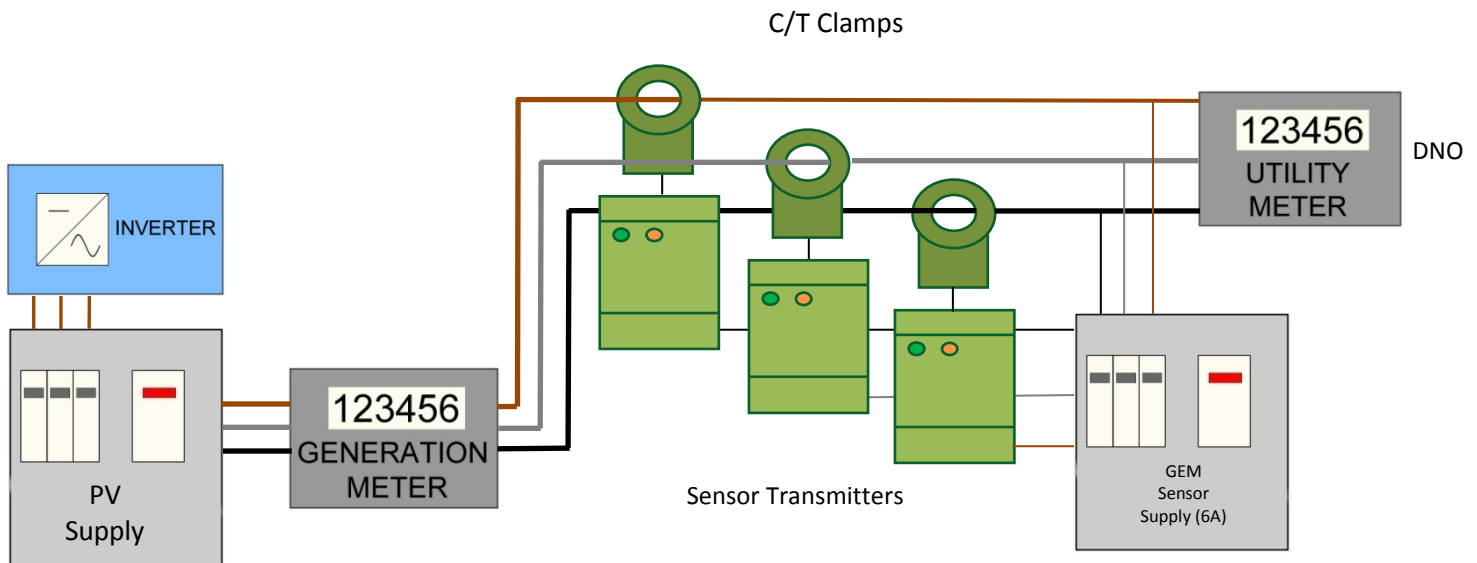 C/T Clamps
123456
UTILITY
METER
DNO
INVERTER
123456
GENERATION
METER
PV
Supply
Sensor Transmitters
GEM
Sensor
Supply (6A)